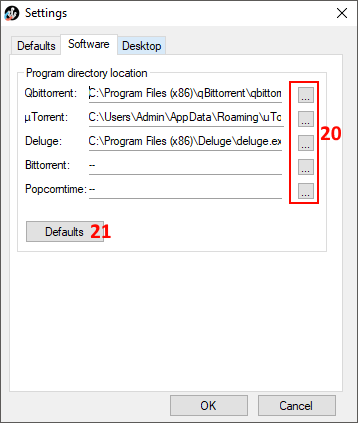 Settings
Defaults Software Desktop
Program directory location
Qbittorrent: C:\Program Files (x86)\qBittorrent\qbittorr ...
µTorrent: C:\Users\Admin\AppData\Roaming\uTo ...
Deluge: C:\Program Files (x86)\Deluge\deluge.ex ... 20
Bittorrent: -- ...
Popcorntime: -- ...
Defaults 21
OK Cancel